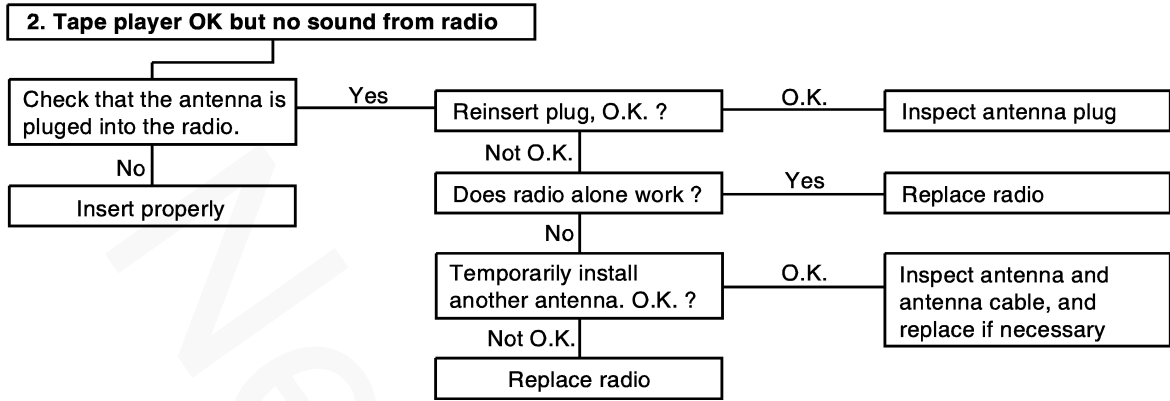 2. Tape player OK but no sound from radio
Check that the antenna is
pluged into the radio.
Yes
Reinsert plug, O.K. ?
O.K.
Inspect antenna plug
No
Not O.K.
Insert properly
Does radio alone work ?
Yes
Replace radio
No
Temporarily install
another antenna. O.K. ?
O.K.
Inspect antenna and
antenna cable, and
replace if necessary
Not O.K.
Replace radio